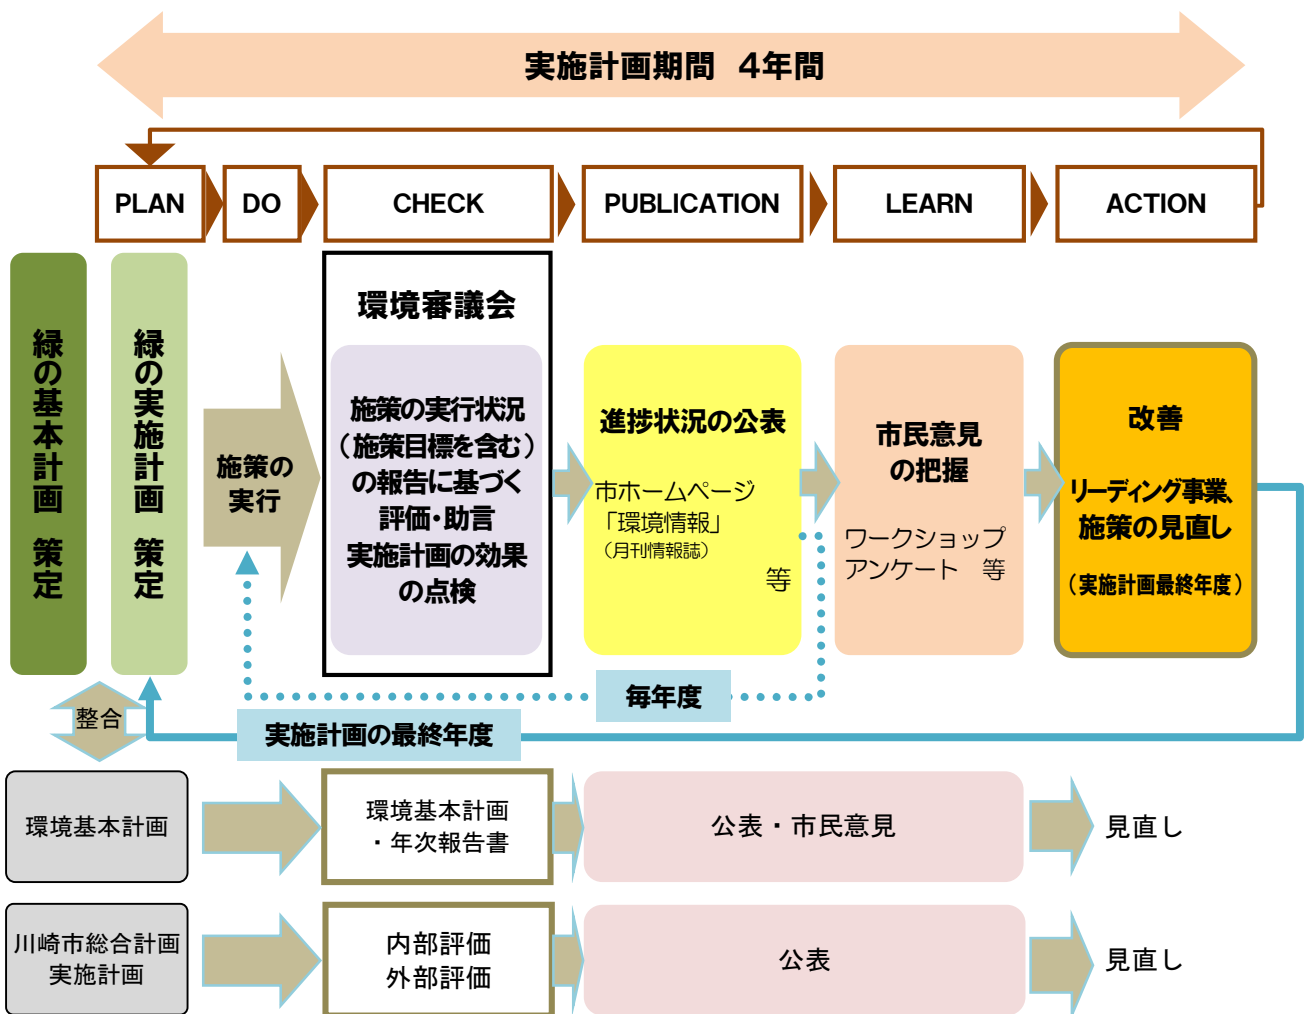 実施計画期間 4年間
PLAN
DO
CHECK
PUBLICATION
LEARN
ACTION
緑の基本計画 策定
緑の実施計画 策定
施策の
実行
環境審議会
施策の実行状況
（施策目標を含む）
の報告に基づく
評価・助言
実施計画の効果
の点検
進捗状況の公表
市ホームページ
「環境情報」
（月刊情報誌）
等
市民意見
の把握
ワークショップ
アンケート 等
改善
リーディング事業、
施策の見直し
（実施計画最終年度）
毎年度
実施計画の最終年度
整合
環境基本計画
環境基本計画
・年次報告書
公表・市民意見
見直し
川崎市総合計画
実施計画
内部評価
外部評価
公表
見直し